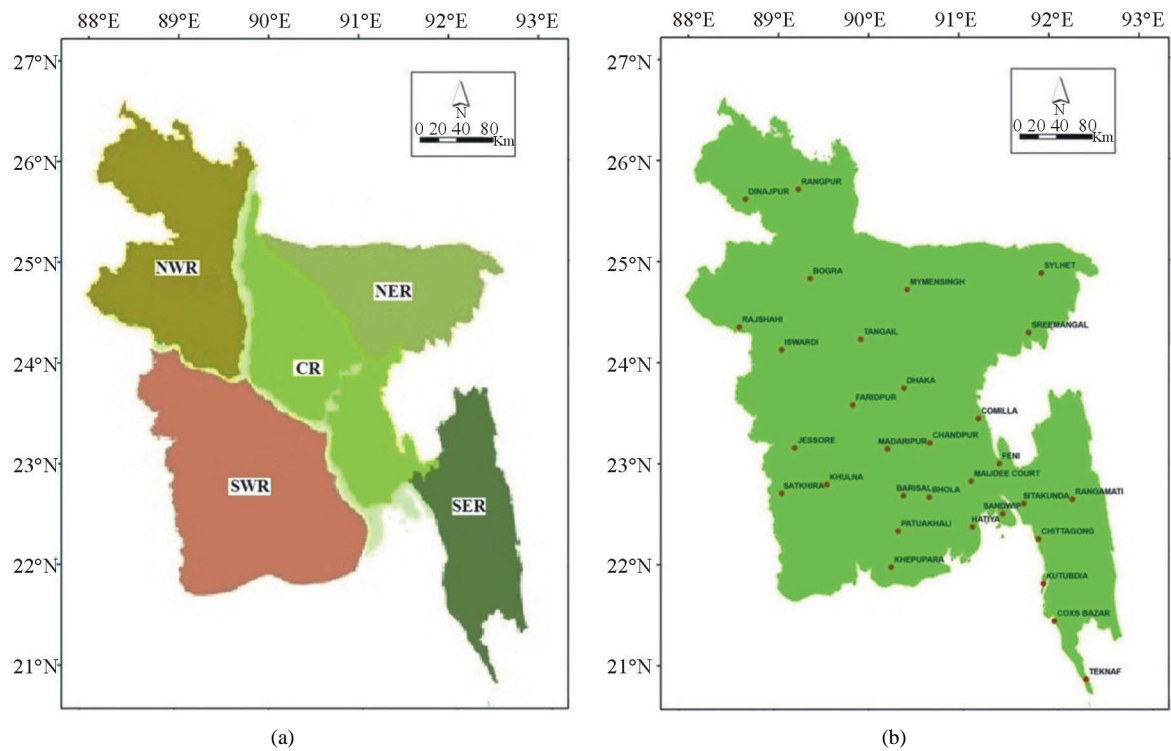 88°E 89°E 90°E 91°E 92°E 93°E
27°N
26°N
25°N
24°N
23°N
22°N
21°N
N
0 20 40 80
Km
NWR
NER
CR
SWR
SER
(a)
88°E 89°E 90°E 91°E 92°E 93°E
27°N
26°N
25°N
24°N
23°N
22°N
21°N
N
0 20 40 80
Km
RANGPUR
DINAJPUR
SYLHET
BOGRA
MYMENSINGH
RAJSHAHI
SREEMANGAL
TANGAIL
ISWARDI
DHAKA
FARIDPUR
COMILLA
CHANDPUR
JESSORE
MADARIPUR
FENI
MAIJDEE COURT
KHULNA
SATKHIRA
BARISAL
BHOLA
SITAKUNDA
RANGAMATI
SANDWIP
HATIYA
PATUAKHALI
CHITTAGONG
KHEPUPARA
KUTUBDIA
COXS BAZAR
TEKNAF
(b)